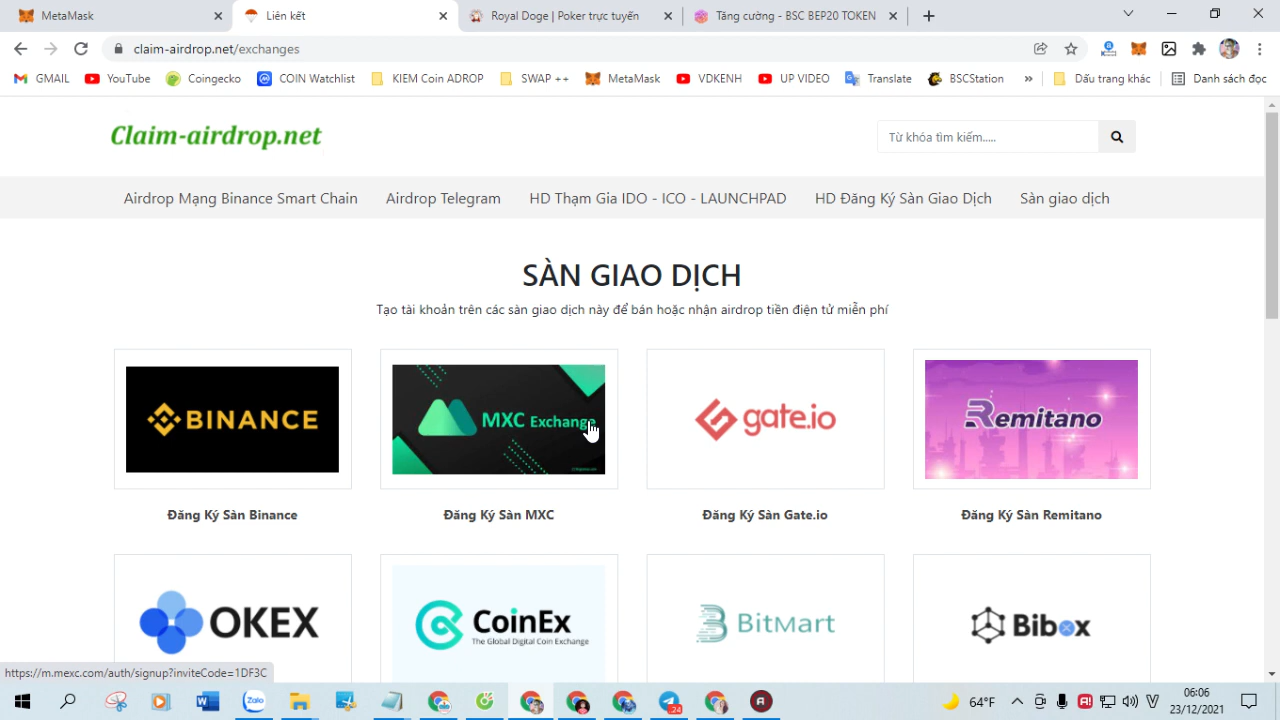 MetaMask
Liên kết
Royal Doge | Poker trực tuyến
Tăng cường - BSC BEP20 TOKEN
claim-airdrop.net/exchanges
GMAIL
YouTube
Coingecko
COIN Watchlist
KIEM Coin ADROP
SWAP ++
MetaMask
VDKENH
UP VIDEO
Translate
BSCStation
»
Dấu trang khác
Danh sách đọc
Claim-airdrop.net
Từ khóa tìm kiếm.....
Airdrop Mạng Binance Smart Chain
Airdrop Telegram
HD Thạm Gia IDO - ICO - LAUNCHPAD
HD Đăng Ký Sàn Giao Dịch
Sàn giao dịch
SÀN GIAO DỊCH
Tạo tài khoản trên các sàn giao dịch này để bán hoặc nhận airdrop tiền điện tử miễn phí
BINANCE
MXC Exchange
gate.io
Remitano
Đăng Ký Sàn Binance
Đăng Ký Sàn MXC
Đăng Ký Sàn Gate.io
Đăng Ký Sàn Remitano
OKEX
CoinEx
The Global Digital Coin Exchange
BitMart
Bibox
https://m.mexc.com/auth/signup?inviteCode=1DF3C
Zalo
24
64°F
06:06
23/12/2021